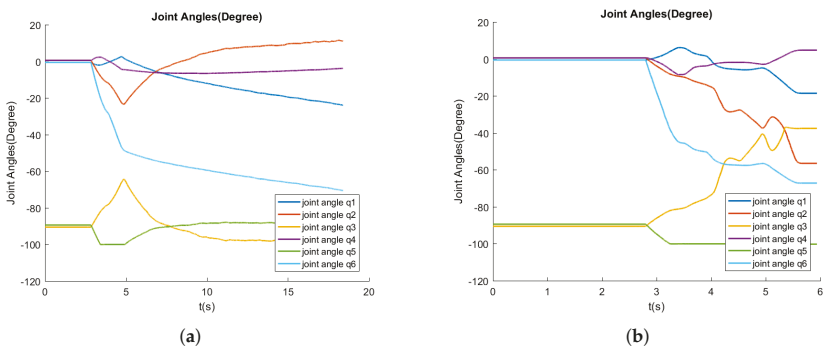 Joint Angles(Degree)
Joint Angles(Degree)
20
0
-20
-40
-60
-80
-100
-120
0
5
10
15
20
t(s)
joint angle q1
joint angle q2
joint angle q3
joint angle q4
joint angle q5
joint angle q6
(a)
Joint Angles(Degree)
Joint Angles(Degree)
20
0
-20
-40
-60
-80
-100
-120
0
1
2
3
4
5
6
t(s)
joint angle q1
joint angle q2
joint angle q3
joint angle q4
joint angle q5
joint angle q6
(b)